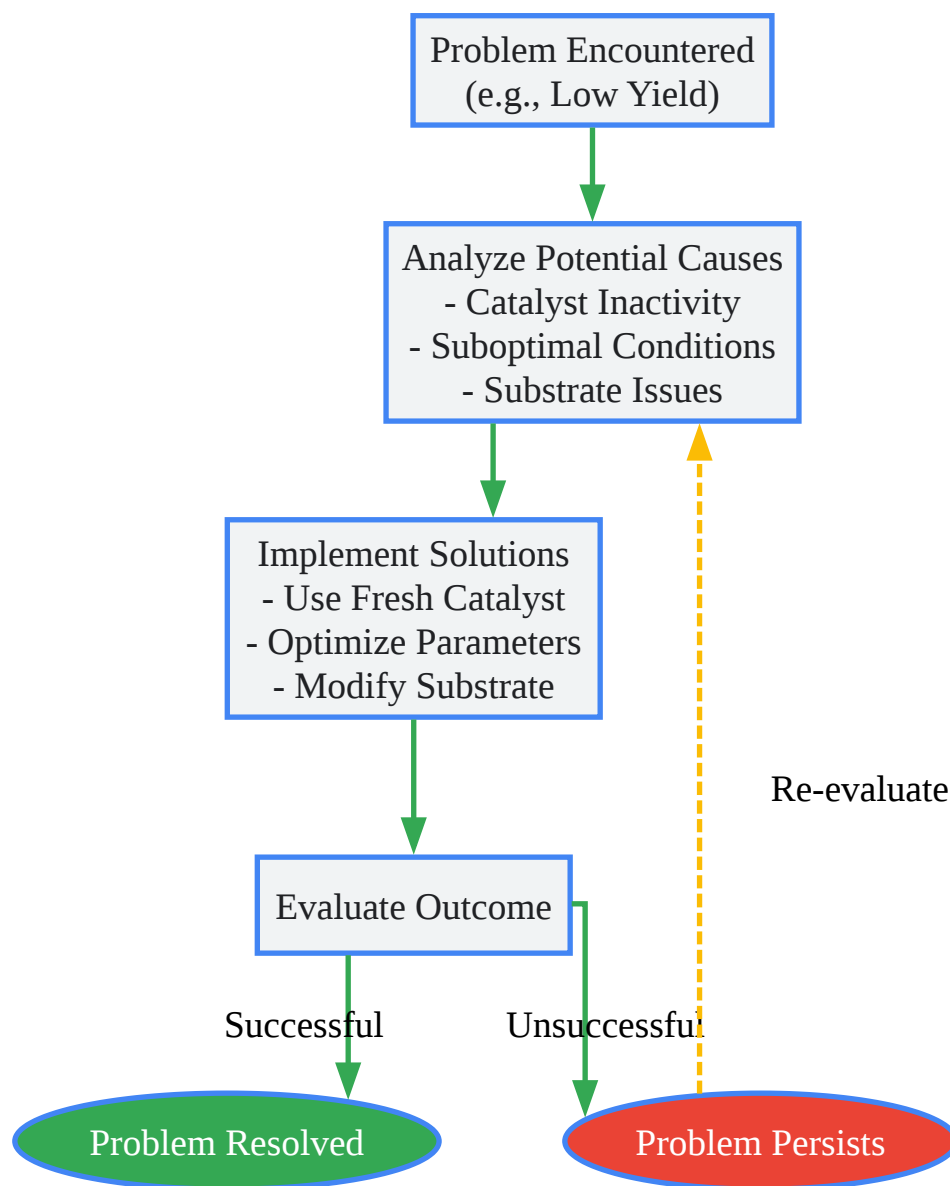 Problem Encountered
(e.g., Low Yield)
Analyze Potential Causes
- Catalyst Inactivity
- Suboptimal Conditions
- Substrate Issues
Implement Solutions
- Use Fresh Catalyst
- Optimize Parameters
- Modify Substrate
Re-evaluate
Evaluate Outcome
Successful
Unsuccessful
Problem Resolved
Problem Persists